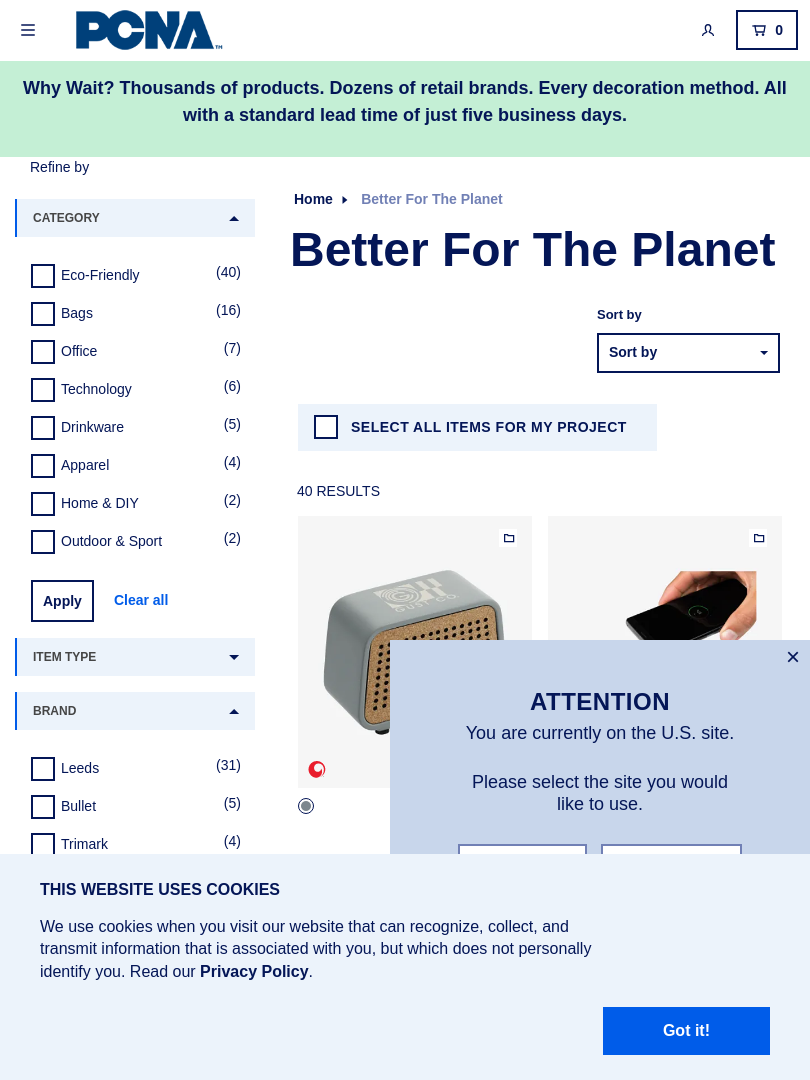 PCNA TM
0
Why Wait? Thousands of products. Dozens of retail brands. Every decoration method. All
with a standard lead time of just five business days.
Refine by
CATEGORY
Eco-Friendly (40)
Bags (16)
Office (7)
Technology (6)
Drinkware (5)
Apparel (4)
Home & DIY (2)
Outdoor & Sport (2)
Apply Clear all
ITEM TYPE
BRAND
Leeds (31)
Bullet (5)
Trimark (4)
Home Better For The Planet
Better For The Planet
Sort by
Sort by
SELECT ALL ITEMS FOR MY PROJECT
40 RESULTS
GUST CO.
ATTENTION
You are currently on the U.S. site.
Please select the site you would
like to use.
THIS WEBSITE USES COOKIES
We use cookies when you visit our website that can recognize, collect, and
transmit information that is associated with you, but which does not personally
identify you. Read our Privacy Policy.
Got it!